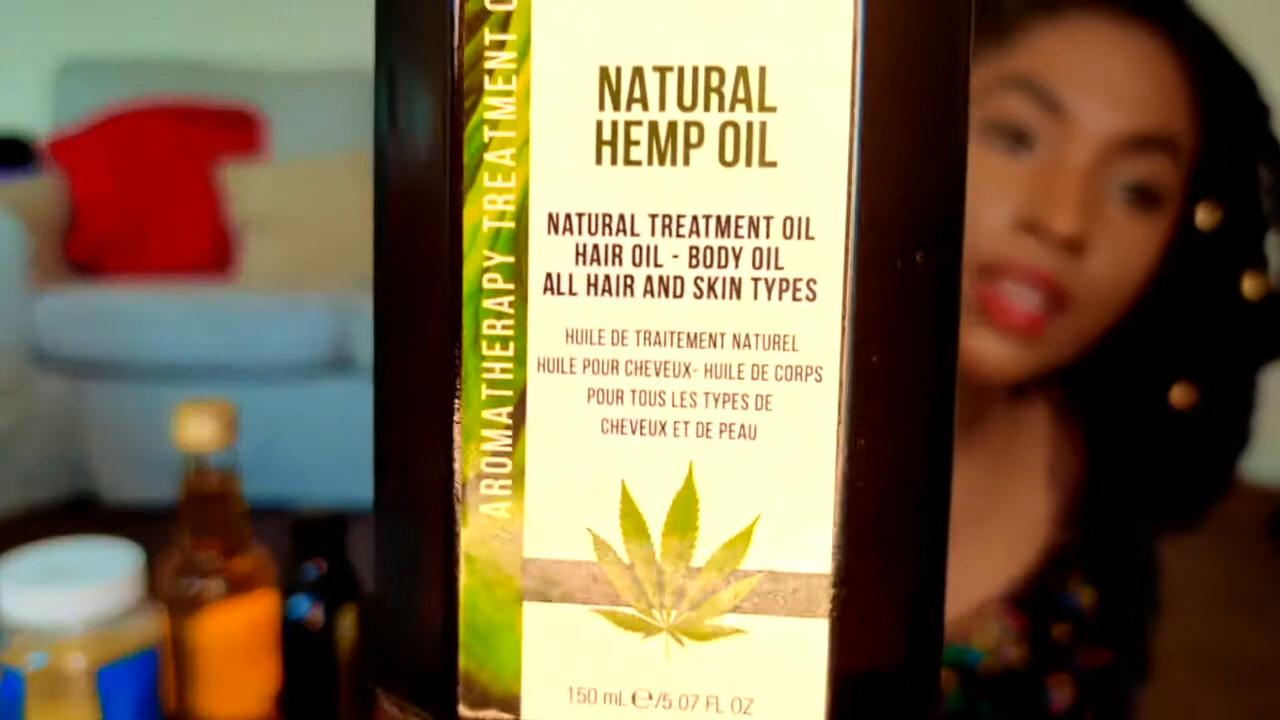 AROMATHERAPY TREATMENT
NATURAL
HEMP OIL
NATURAL TREATMENT OIL
HAIR OIL - BODY OIL
ALL HAIR AND SKIN TYPES
HUILE DE TRAITEMENT NATUREL
HUILE POUR CHEVEUX- HUILE DE CORPS
POUR TOUS LES TYPES DE
CHEVEUX ET DE PEAU
150 mL ℮/5.07 FL OZ